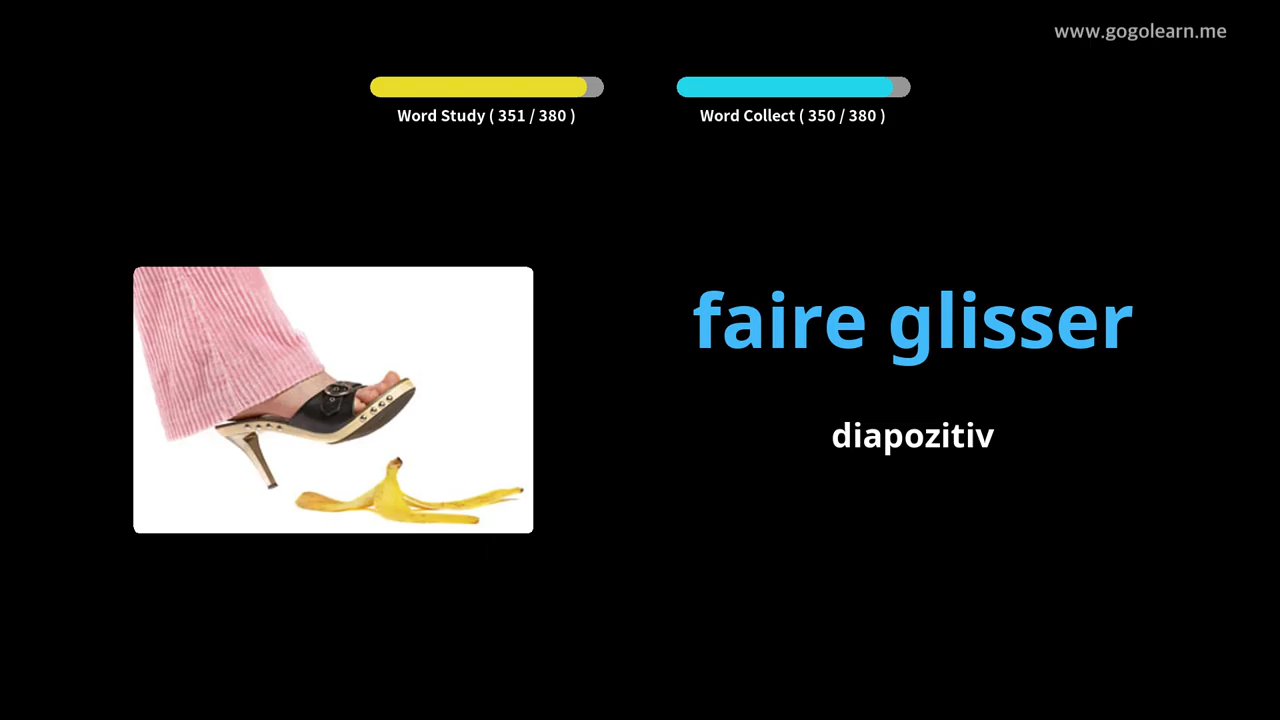 www.gogolearn.me
Word Study ( 351 / 380 )
Word Collect ( 350 / 380 )
faire glisser
diapozitiv